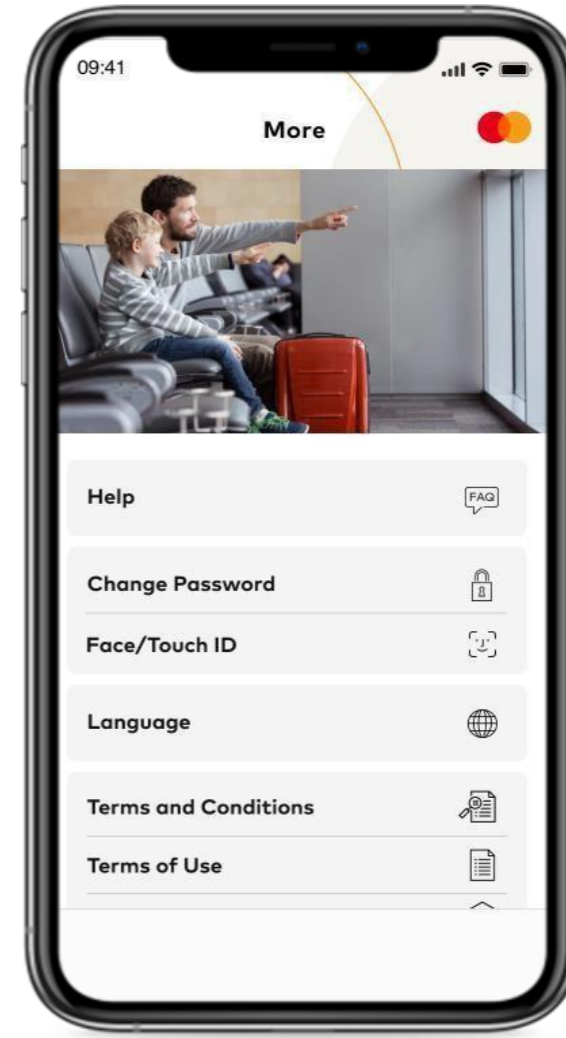 09:41
More
Help
FAQ
Change Password
Face/Touch ID
Language
Terms and Conditions
Terms of Use